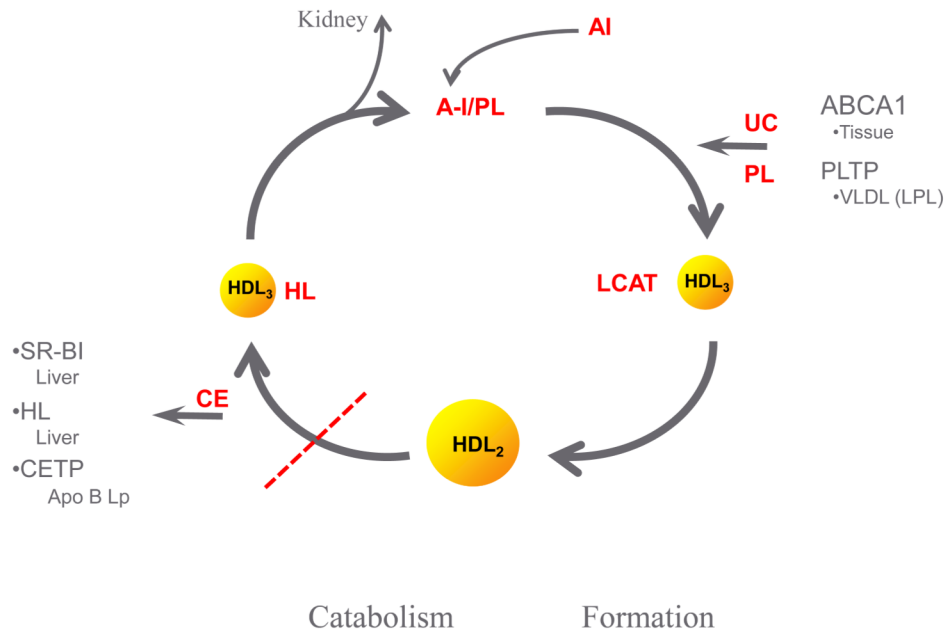 Kidney
AI
A-I/PL
UC
PL
ABCA1
•Tissue
PLTP
•VLDL (LPL)
HDL₃ HL
LCAT HDL₃
•SR-BI
Liver
CE
•HL
Liver
•CETP
Apo B Lp
HDL₂
Catabolism Formation